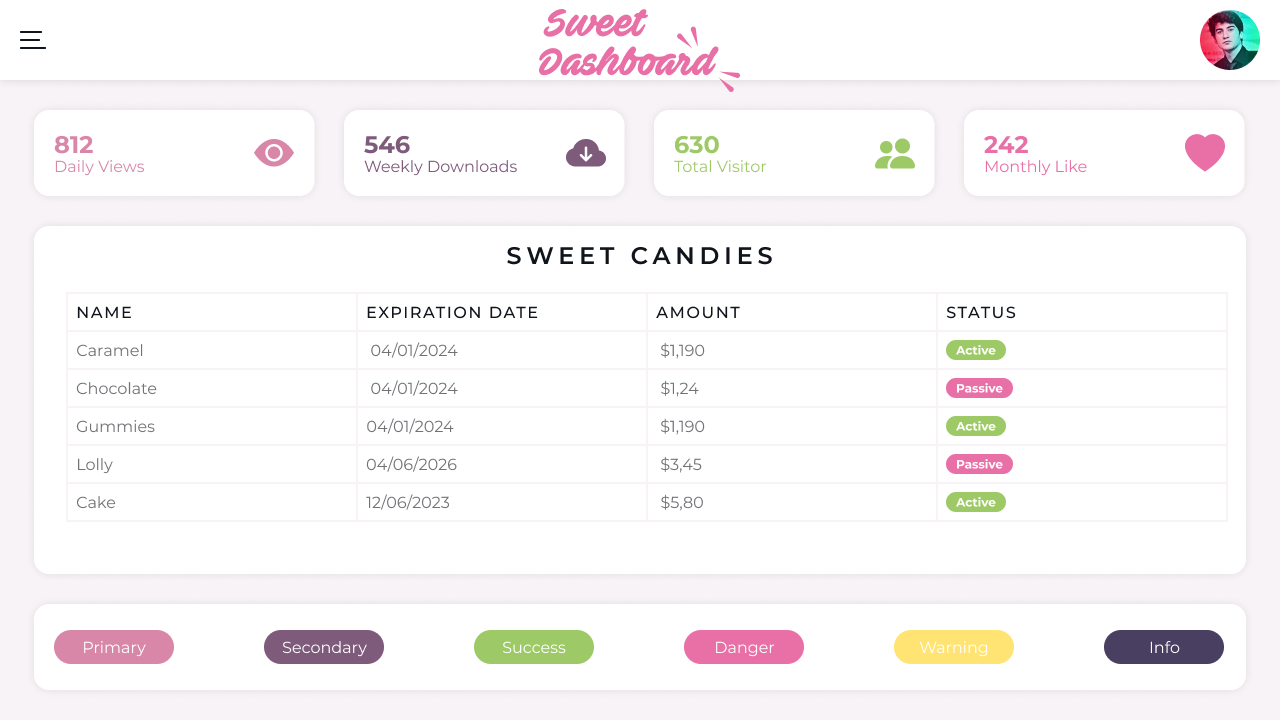 Sweet
Dashboard
812
Daily Views
546
Weekly Downloads
630
Total Visitor
242
Monthly Like
SWEET CANDIES
NAME EXPIRATION DATE AMOUNT STATUS
Caramel 04/01/2024 $1,190 Active
Chocolate 04/01/2024 $1,24 Passive
Gummies 04/01/2024 $1,190 Active
Lolly 04/06/2026 $3,45 Passive
Cake 12/06/2023 $5,80 Active
Primary Secondary Success Danger Warning Info